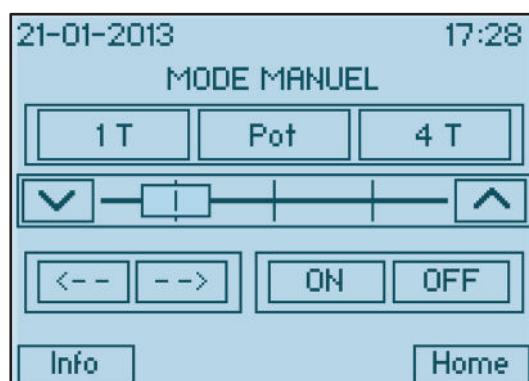 21-01-2013 17:28
MODE MANUEL
1 T Pot 4 T
<-- --> ON OFF
Info Home